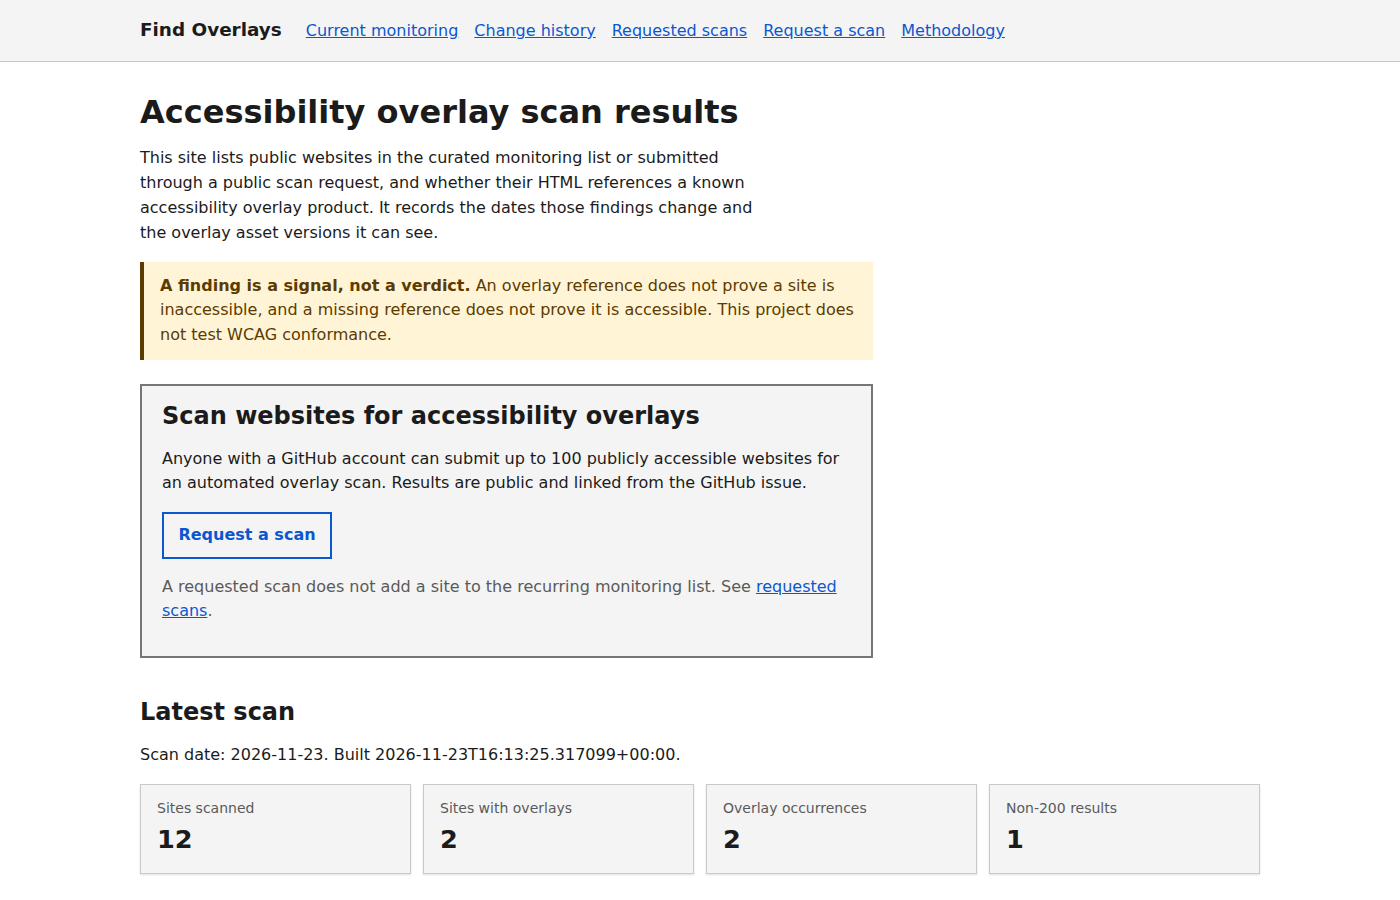 Find Overlays Current monitoring Change history Requested scans Request a scan Methodology
Accessibility overlay scan results
This site lists public websites in the curated monitoring list or submitted
through a public scan request, and whether their HTML references a known
accessibility overlay product. It records the dates those findings change and
the overlay asset versions it can see.
A finding is a signal, not a verdict. An overlay reference does not prove a site is
inaccessible, and a missing reference does not prove it is accessible. This project does
not test WCAG conformance.
Scan websites for accessibility overlays
Anyone with a GitHub account can submit up to 100 publicly accessible websites for
an automated overlay scan. Results are public and linked from the GitHub issue.
Request a scan
A requested scan does not add a site to the recurring monitoring list. See requested
scans.
Latest scan
Scan date: 2026-11-23. Built 2026-11-23T16:13:25.317099+00:00.
Sites scanned
12
Sites with overlays
2
Overlay occurrences
2
Non-200 results
1